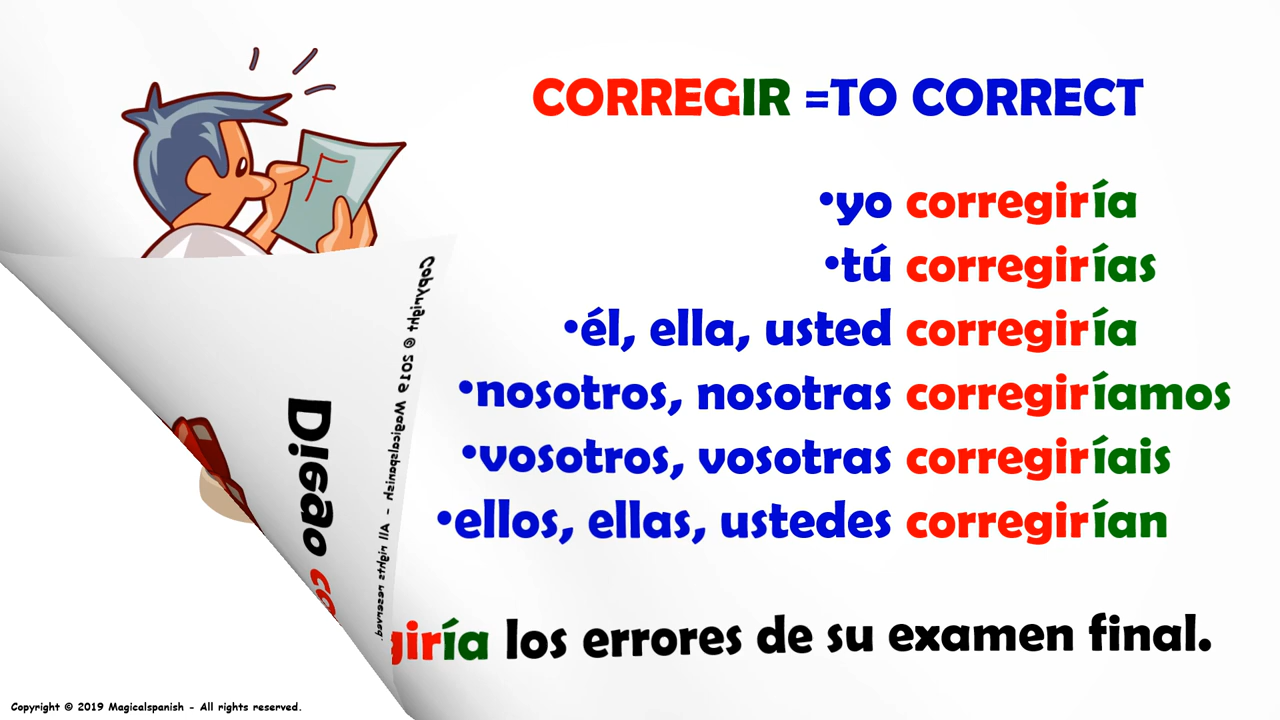 F
CORREGIR =TO CORRECT
•yo corregiría
•tú corregirías
•él, ella, usted corregiría
•nosotros, nosotras corregiríamos
•vosotros, vosotras corregiríais
•ellos, ellas, ustedes corregirían
Diego co
giría los errores de su examen final.
Copyright © 2019 Magicalspanish - All rights reserved.
Copyright © 2019 Magicalspanish - All rights reserved.